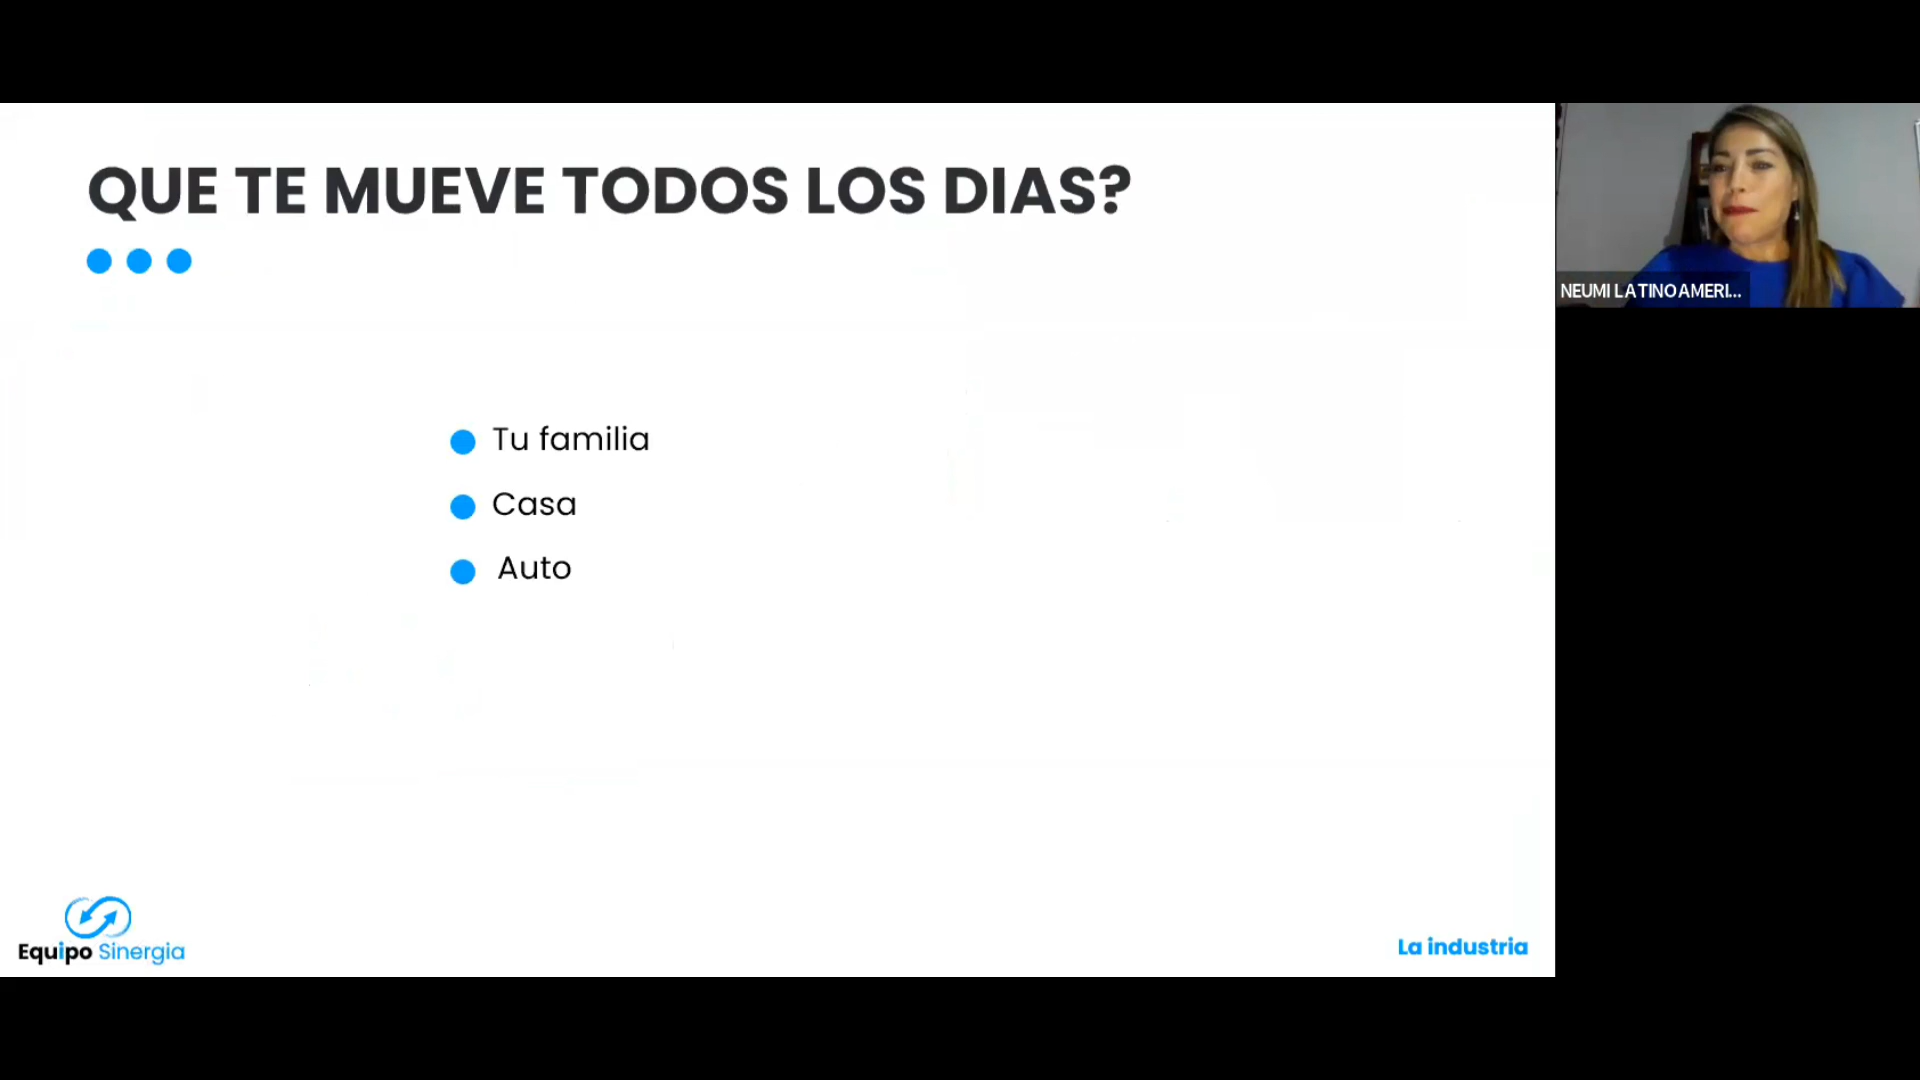 QUE TE MUEVE TODOS LOS DIAS?
Tu familia
Casa
Auto
Equipo Sinergia
La industria
NEUMI LATINOAMERI...